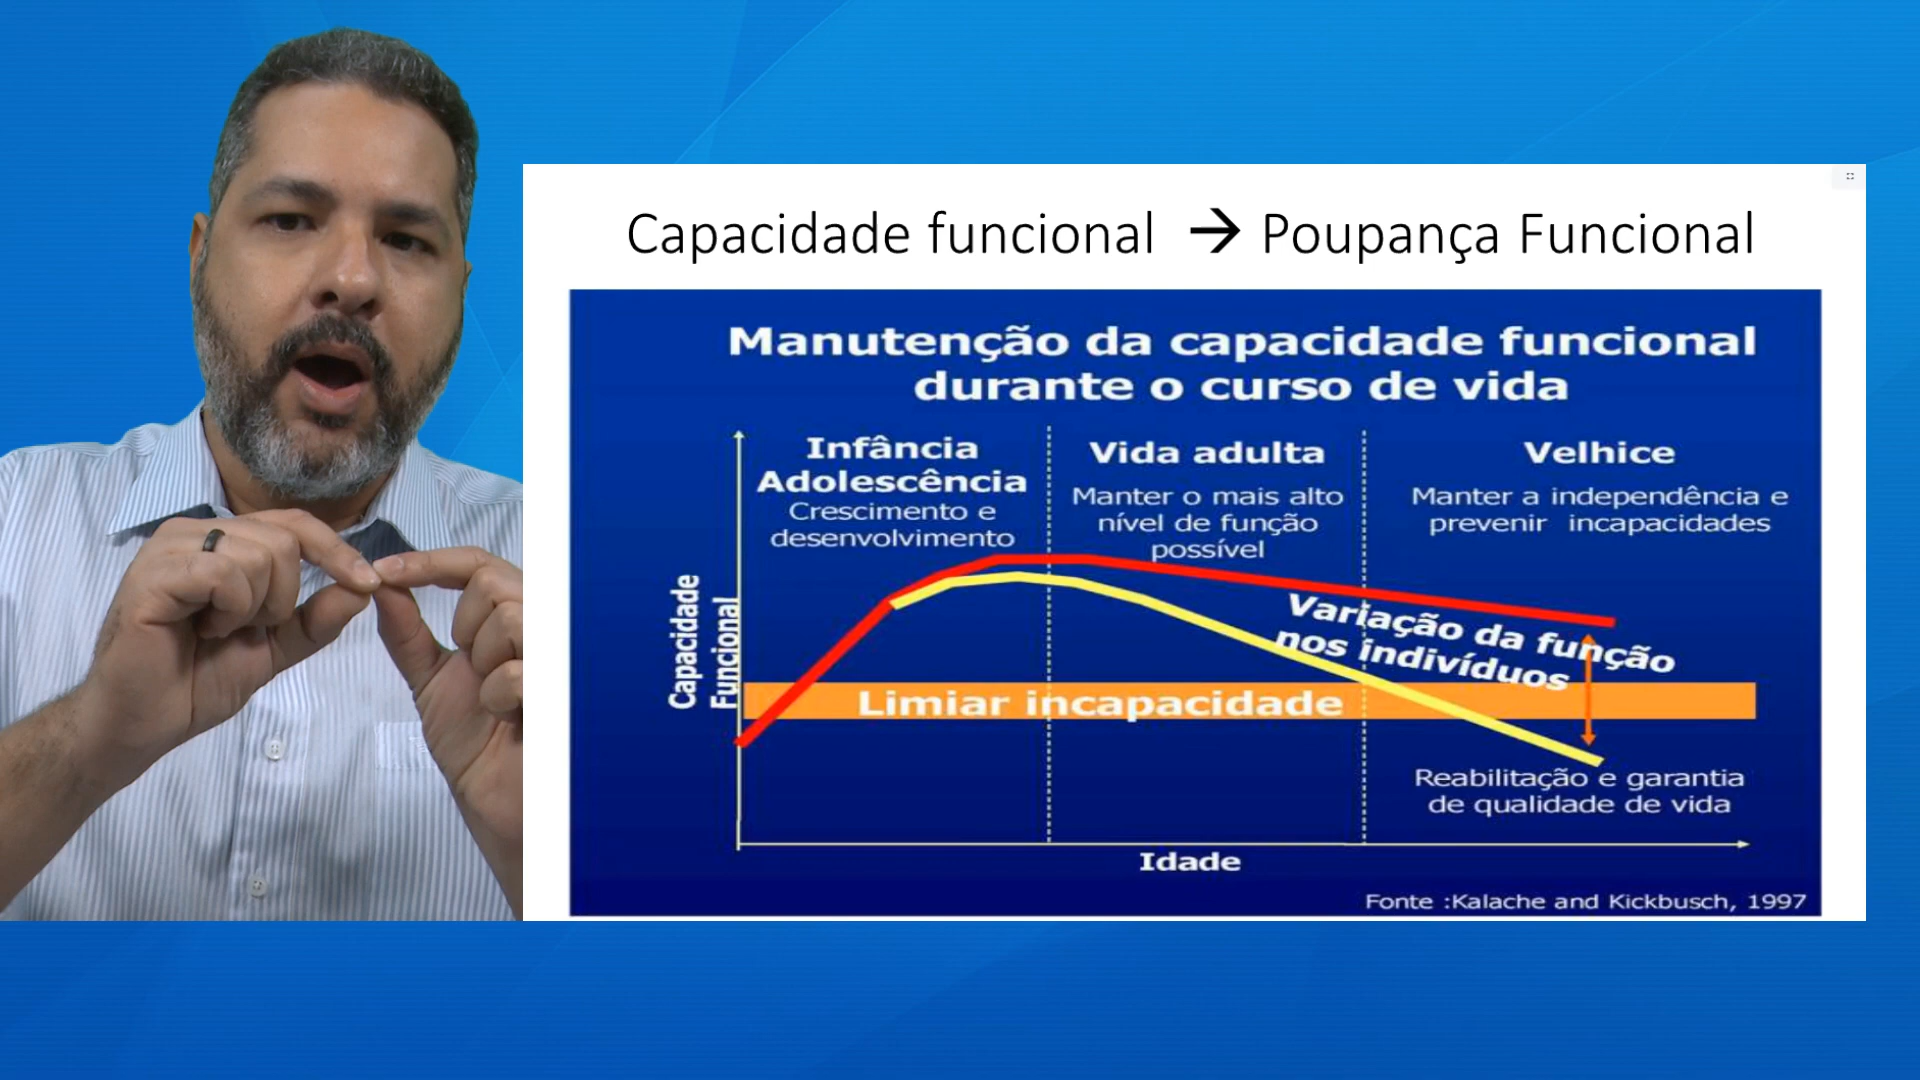 Capacidade funcional → Poupança Funcional
Manutenção da capacidade funcional
durante o curso de vida
Infância
Adolescência
Crescimento e
desenvolvimento
Vida adulta
Manter o mais alto
nível de função
possível
Velhice
Manter a independência e
prevenir incapacidades
Capacidade
Funcional
Variação da função
nos indivíduos
Limiar incapacidade
Reabilitação e garantia
de qualidade de vida
Idade
Fonte :Kalache and Kickbusch, 1997